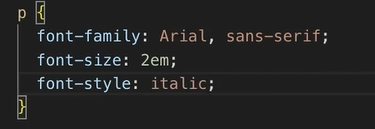 p {
  font-family: Arial, sans-serif;
  font-size: 2em;
  font-style: italic;
}